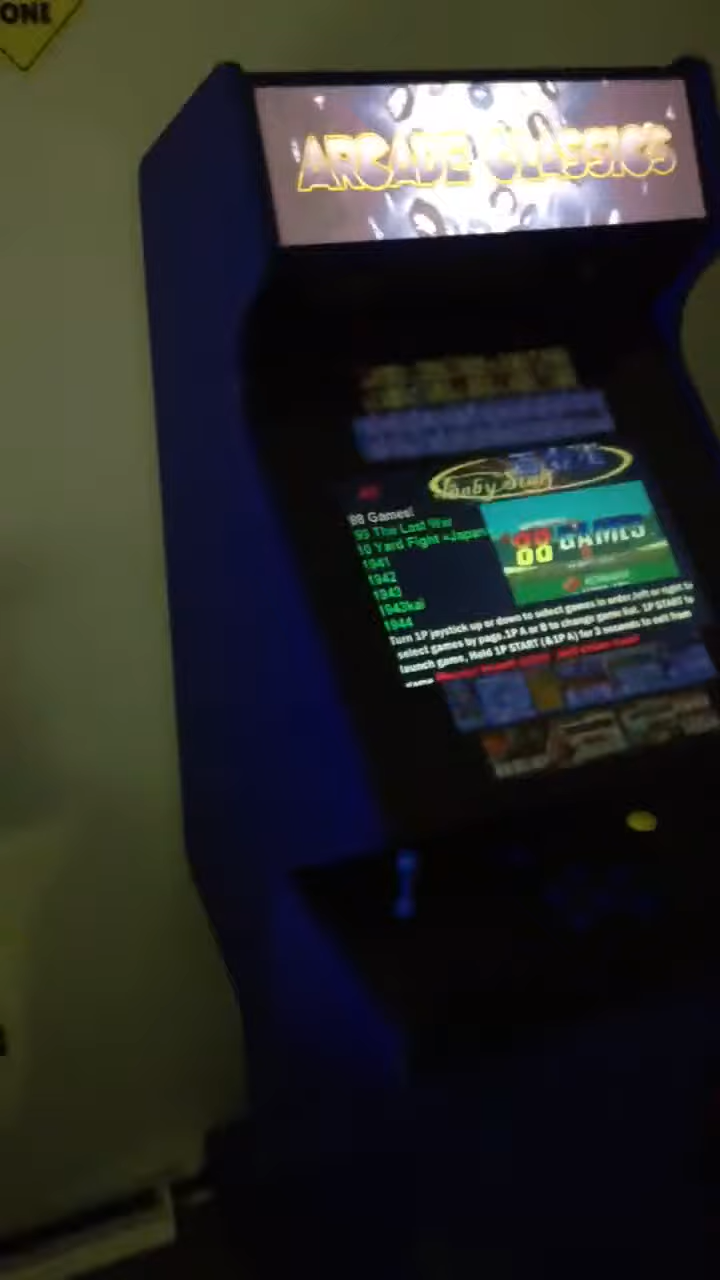 ONE
ARCADE CLASSICS
88 Games!
99 The Last War
10 Yard Fight <Japan
1941
1942
1943
1943kai
1944
88 GAMES
Turn 1P joystick up or down to select games in order,left or right to
select games by page.1P A or B to change game list. 1P START to
launch game, Hold 1P START (&1P A) for 3 seconds to exit from